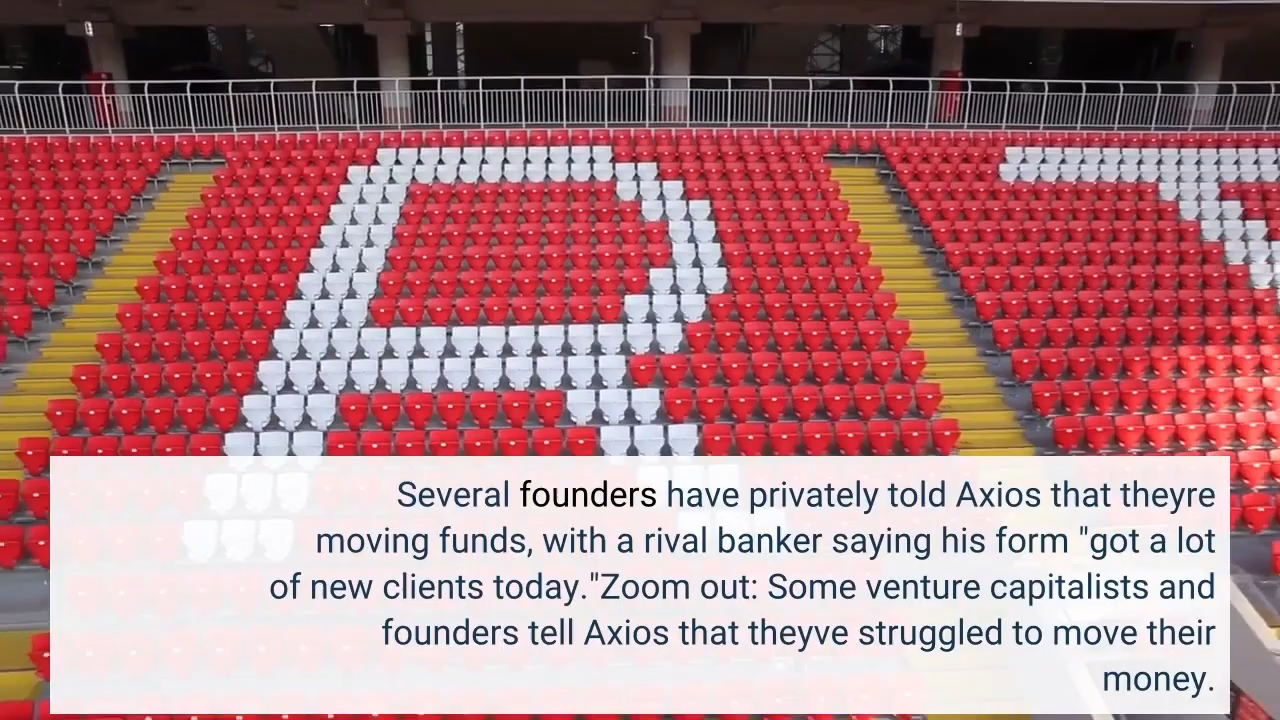 Several founders have privately told Axios that theyre
moving funds, with a rival banker saying his form "got a lot
of new clients today."Zoom out: Some venture capitalists and
founders tell Axios that theyve struggled to move their
money.